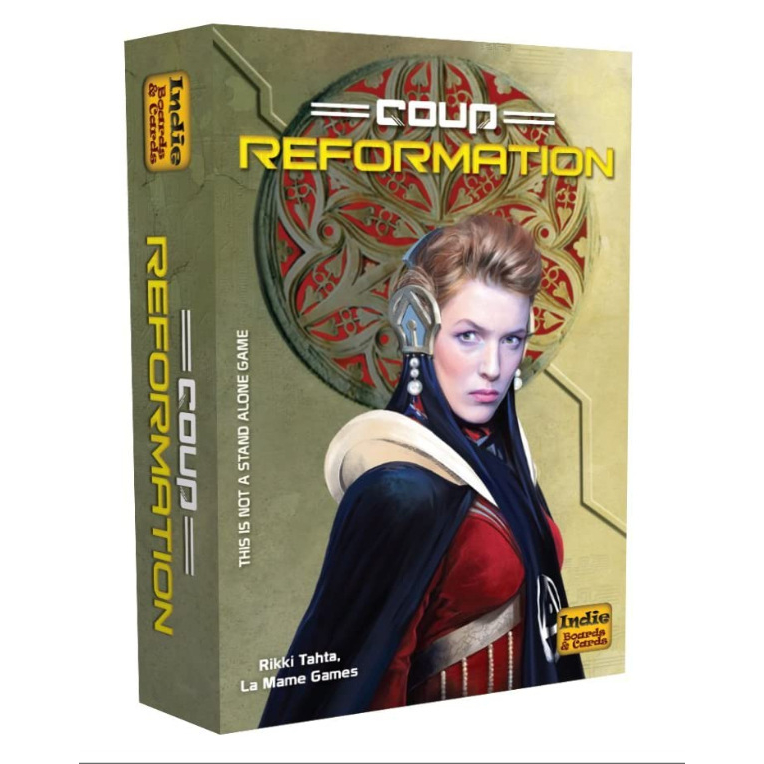 COUP
REFORMATION
THIS IS NOT A STAND ALONE GAME
Rikki Tahta,
La Mame Games
Indie
Boards
& Cards
Indie
Boards
& Cards
COUP
REFORMATION